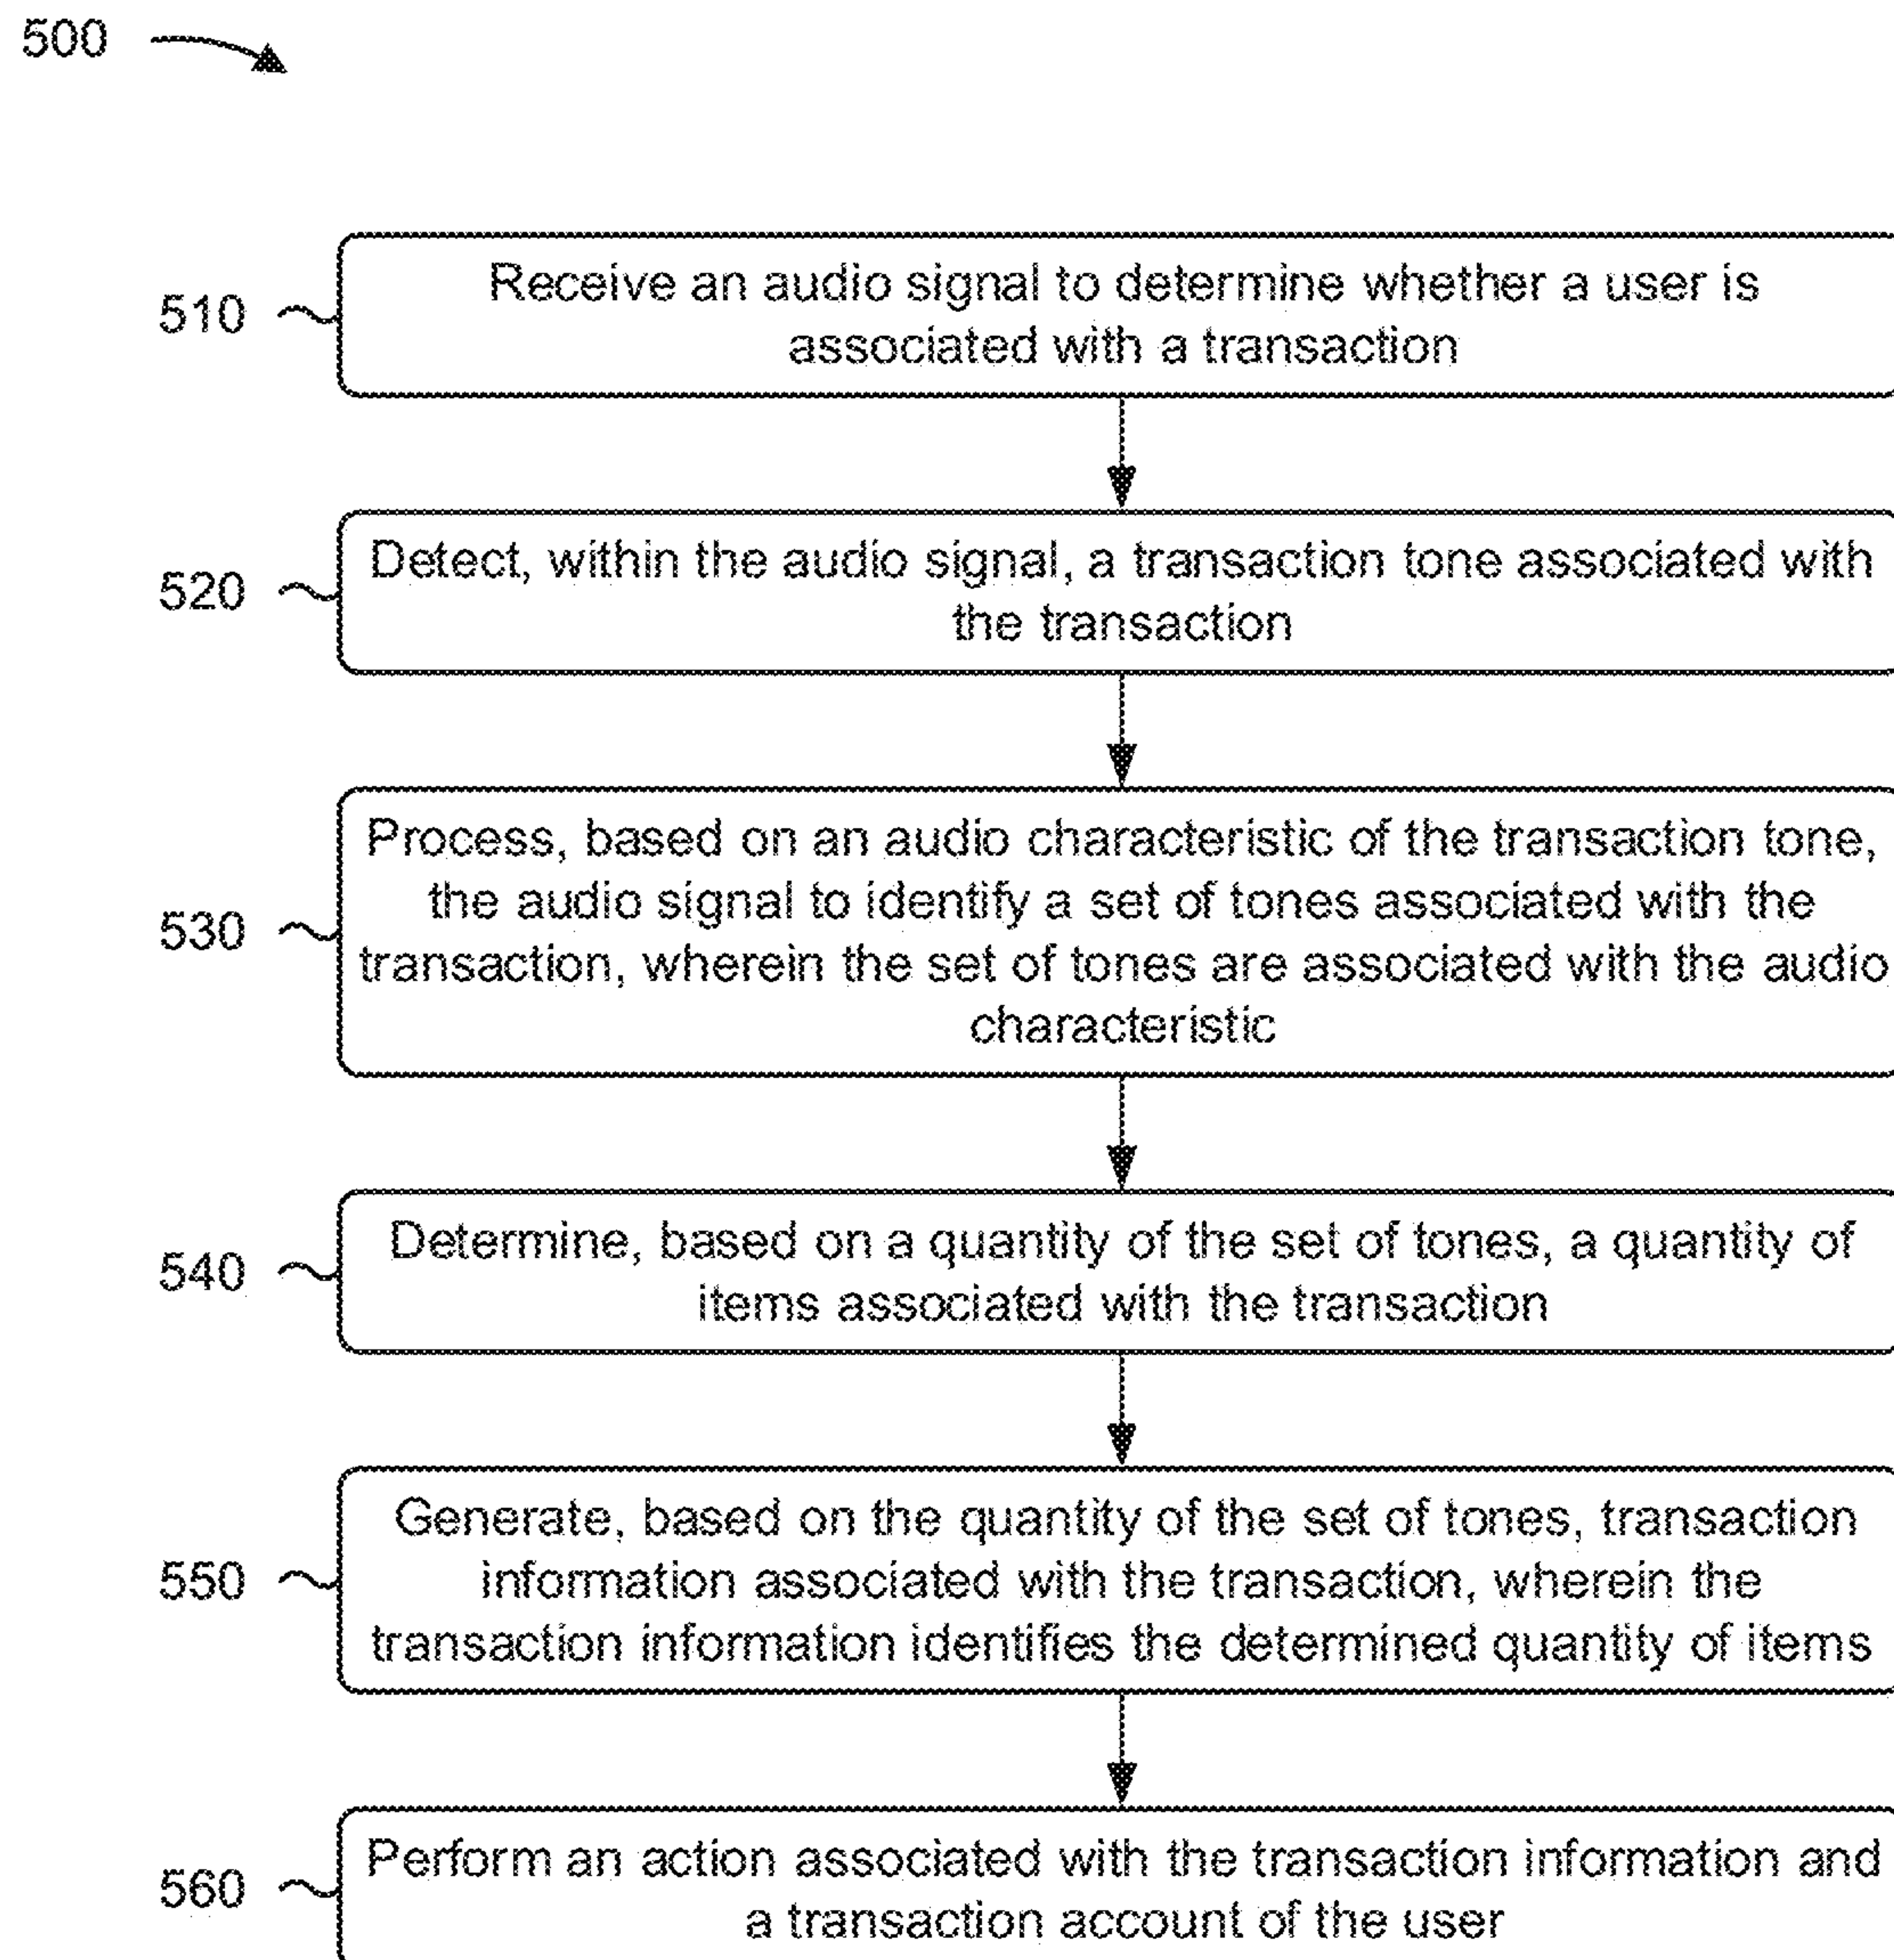 500
510
Receive an audio signal to determine whether a user is
associated with a transaction
520
Detect, within the audio signal, a transaction tone associated with
the transaction
530
Process, based on an audio characteristic of the transaction tone,
the audio signal to identify a set of tones associated with the
transaction, wherein the set of tones are associated with the audio
characteristic
540
Determine, based on a quantity of the set of tones, a quantity of
items associated with the transaction
550
Generate, based on the quantity of the set of tones, transaction
information associated with the transaction, wherein the
transaction information identifies the determined quantity of items
560
Perform an action associated with the transaction information and
a transaction account of the user